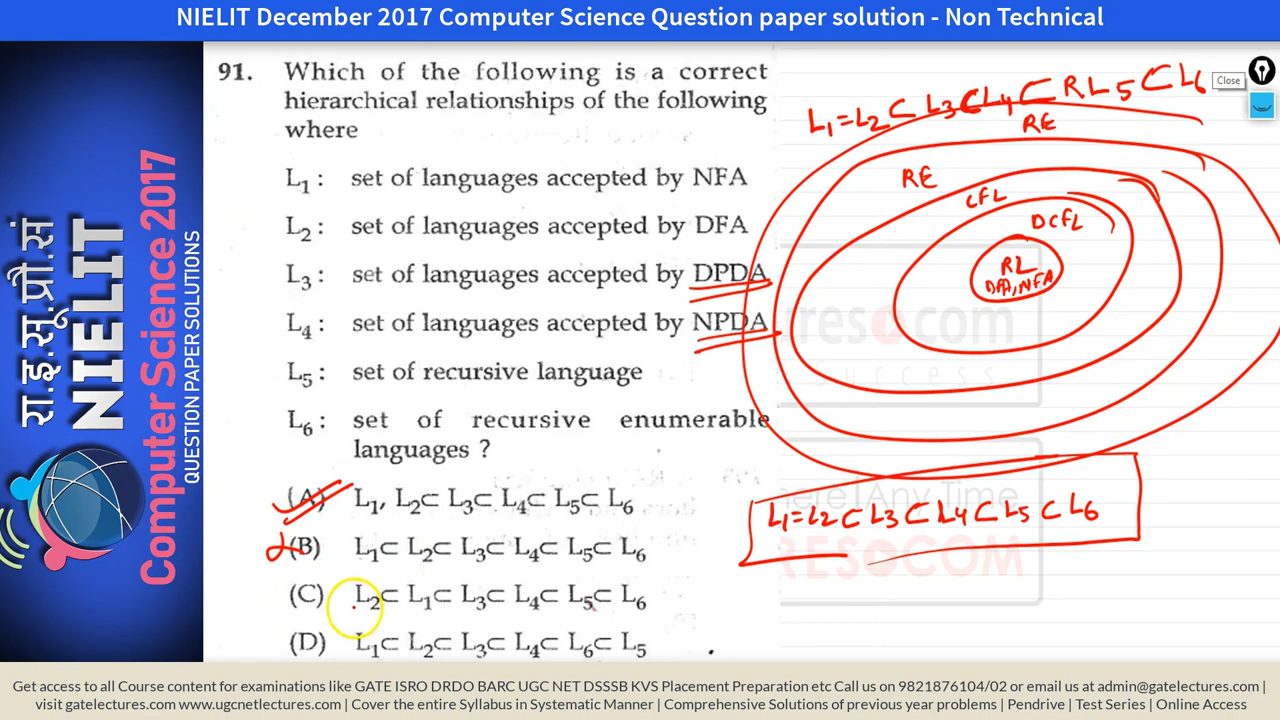 NIELIT December 2017 Computer Science Question paper solution - Non Technical
रा.इ.सू.प्रौ.सं
NIELIT
Computer Science 2017
QUESTION PAPER SOLUTIONS
91. Which of the following is a correct
hierarchical relationships of the following
where
L1 : set of languages accepted by NFA
L2 : set of languages accepted by DFA
L3 : set of languages accepted by DPDA
L4 : set of languages accepted by NPDA
L5 : set of recursive language
L6 : set of recursive enumerable
languages ?
(A) L1, L2⊂ L3⊂ L4⊂ L5⊂ L6
(B) L1⊂ L2⊂ L3⊂ L4⊂ L5⊂ L6
(C) L2⊂ L1⊂ L3⊂ L4⊂ L5⊂ L6
(D) L1⊂ L2⊂ L3⊂ L4⊂ L6⊂ L5
Close
L1=L2 ⊂ L3 ⊂ L4 ⊂ RL5 ⊂ L6
RE
RE
CFL
DCFL
RL
DFA, NFA
success
Any Time
L1=L2 ⊂ L3 ⊂ L4 ⊂ L5 ⊂ L6
RESOCOM
Get access to all Course content for examinations like GATE ISRO DRDO BARC UGC NET DSSSB KVS Placement Preparation etc Call us on 9821876104/02 or email us at admin@gatelectures.com |
visit gatelectures.com www.ugcnetlectures.com | Cover the entire Syllabus in Systematic Manner | Comprehensive Solutions of previous year problems | Pendrive | Test Series | Online Access